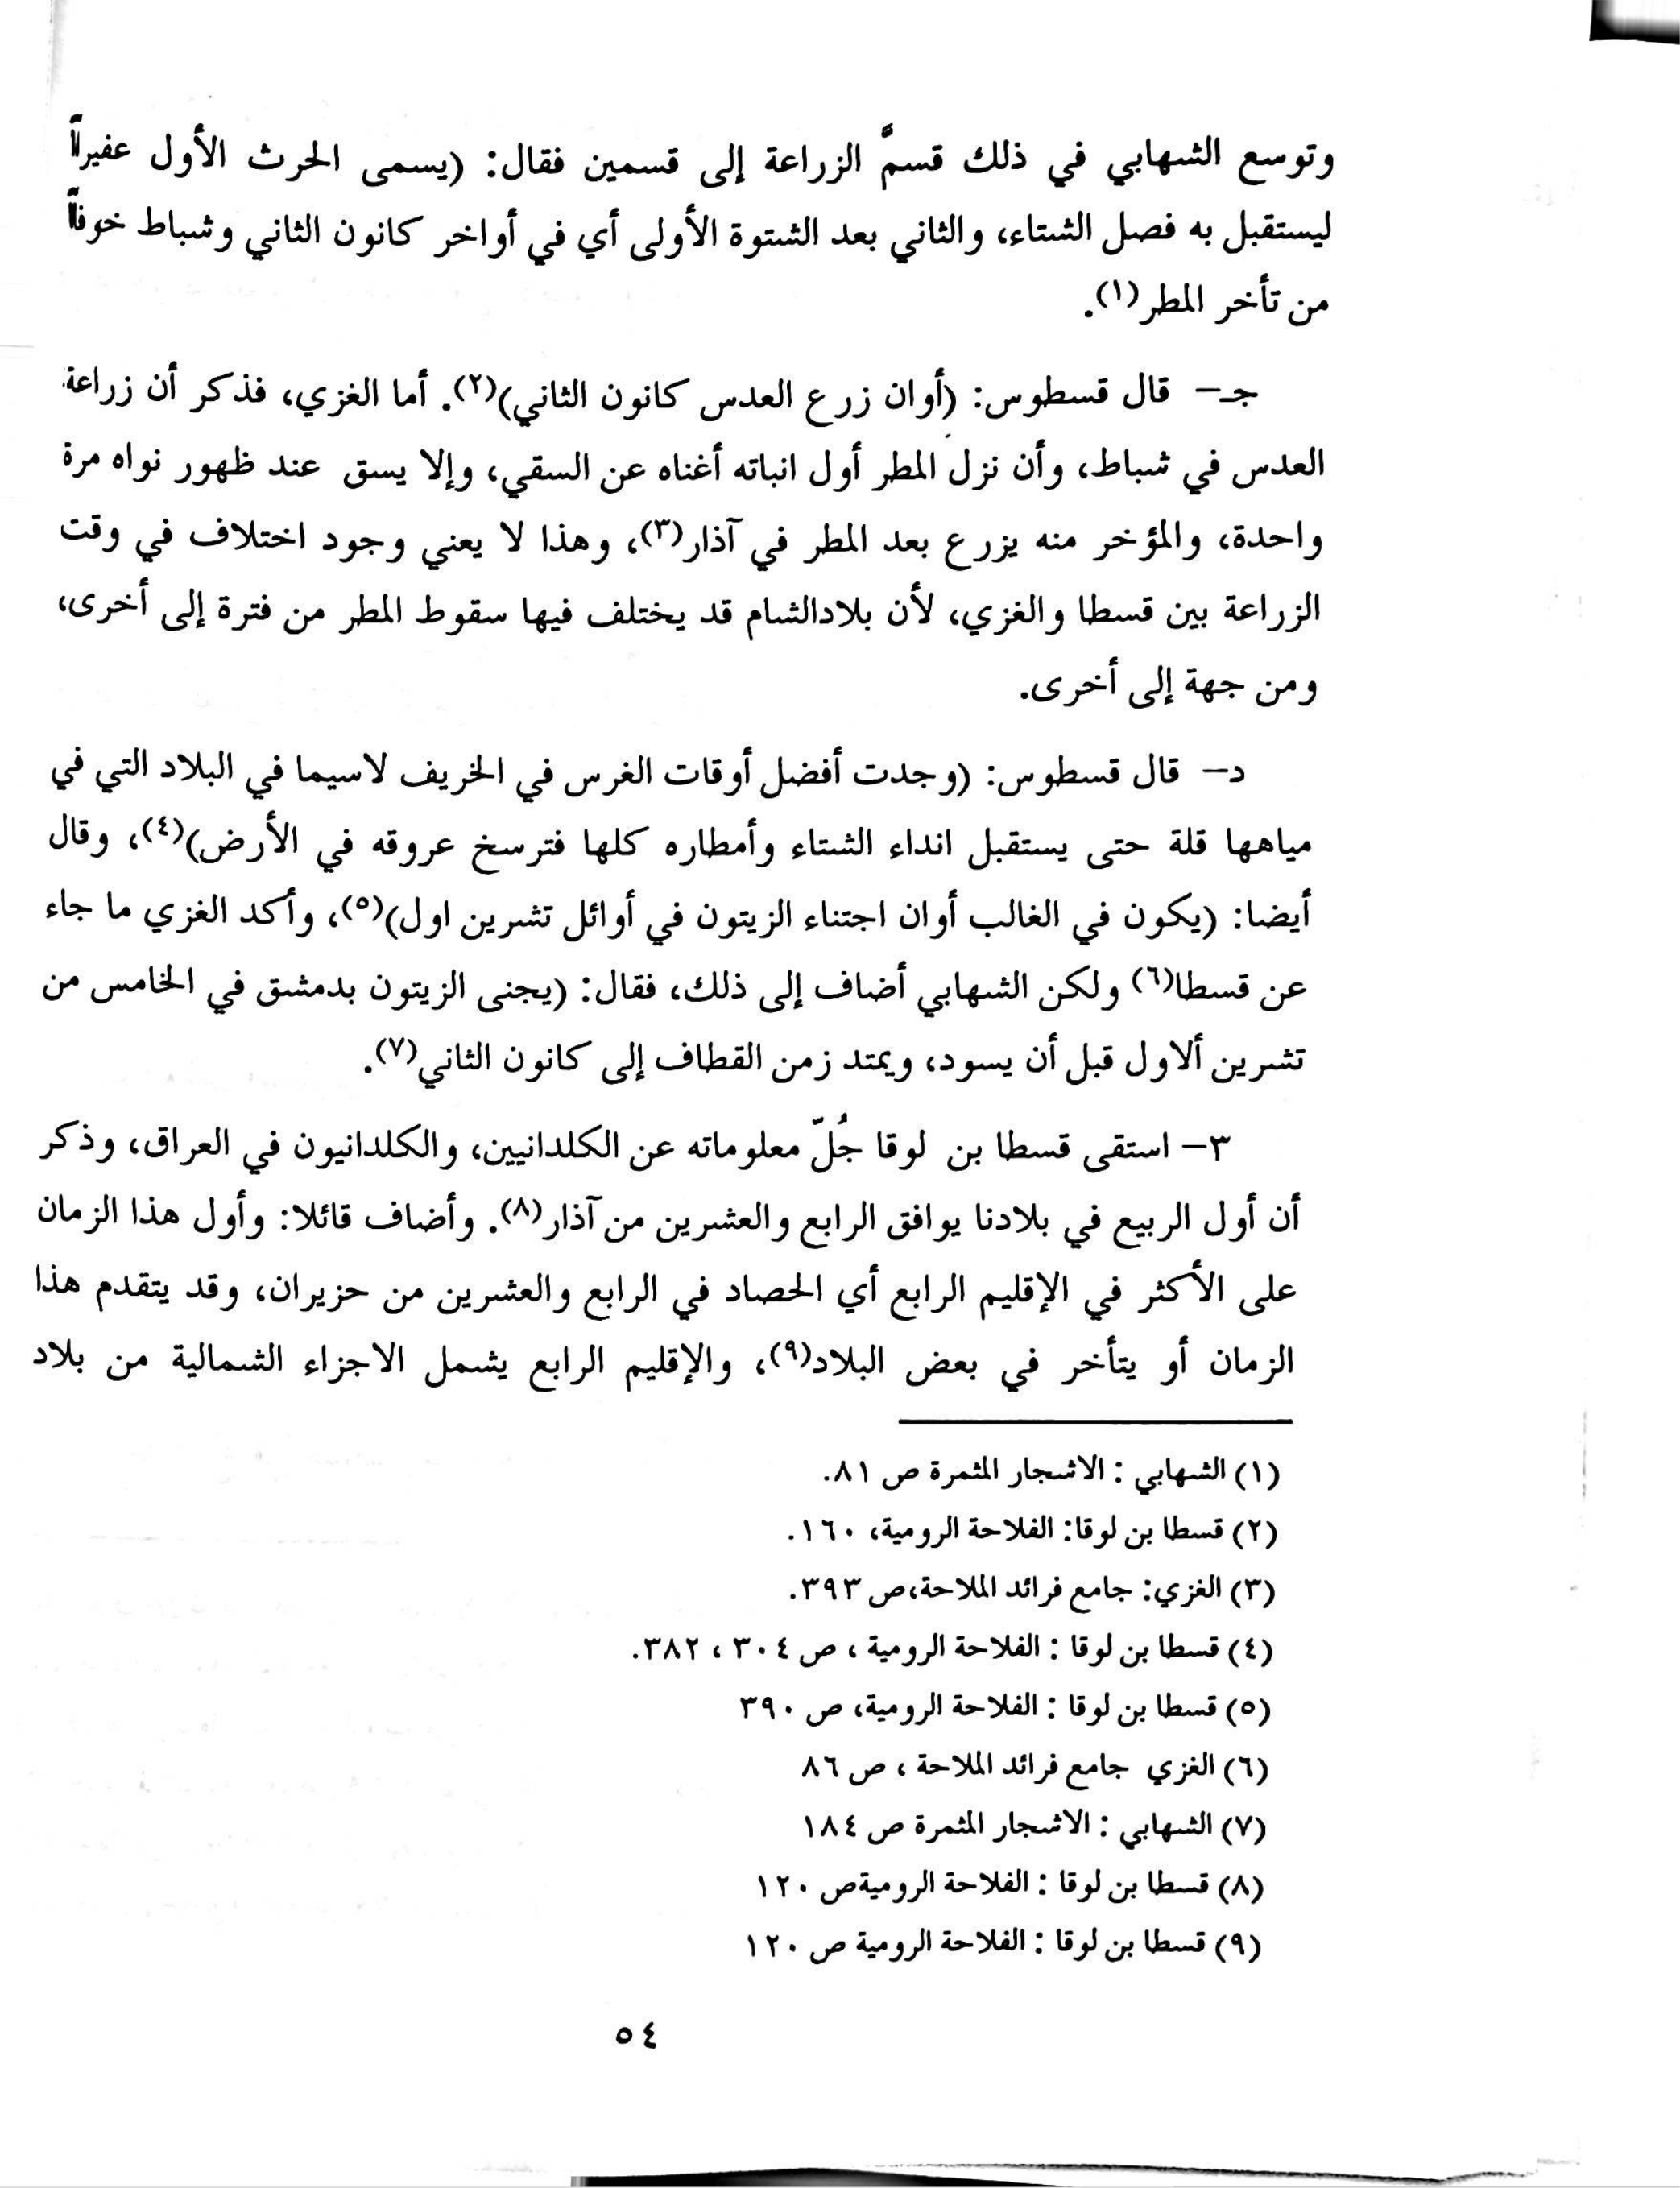 وتوسع الشهابي في ذلك قسمَّ الزراعة إلى قسمين فقال: (يسمى الحرث الأول عفيراً
ليستقبل به فصل الشتاء، والثاني بعد الشتوة الأولى أي في أواخر كانون الثاني وشباط خوفاً
من تأخر المطر(١).
جـ– قال قسطوس: (أوان زرع العدس كانون الثاني)(٢). أما الغزي، فذكر أن زراعة
العدس في شباط، وأن نزل المطر أول انباته أغناه عن السقي، وإلا يسق عند ظهور نواه مرة
واحدة، والمؤخر منه يزرع بعد المطر في آذار(٣)، وهذا لا يعني وجود اختلاف في وقت
الزراعة بين قسطا والغزي، لأن بلادالشام قد يختلف فيها سقوط المطر من فترة إلى أخرى،
ومن جهة إلى أخرى.
د– قال قسطوس: (وجدت أفضل أوقات الغرس في الخريف لاسيما في البلاد التي في
مياهها قلة حتى يستقبل انداء الشتاء وأمطاره كلها فترسخ عروقه في الأرض)(٤)، وقال
أيضا: (يكون في الغالب أوان اجتناء الزيتون في أوائل تشرين اول)(٥)، وأكد الغزي ما جاء
عن قسطا(٦) ولكن الشهابي أضاف إلى ذلك، فقال: (يجنى الزيتون بدمشق في الخامس من
تشرين ألاول قبل أن يسود، ويمتد زمن القطاف إلى كانون الثاني(٧).
٣– استقى قسطا بن لوقا جُلّ معلوماته عن الكلدانيين، والكلدانيون في العراق، وذكر
أن أول الربيع في بلادنا يوافق الرابع والعشرين من آذار(٨). وأضاف قائلا: وأول هذا الزمان
على الأكثر في الإقليم الرابع أي الحصاد في الرابع والعشرين من حزيران، وقد يتقدم هذا
الزمان أو يتأخر في بعض البلاد(٩)، والإقليم الرابع يشمل الاجزاء الشمالية من بلاد
(١) الشهابي : الاشجار المثمرة ص ٨١.
(٢) قسطا بن لوقا: الفلاحة الرومية، ١٦٠.
(٣) الغزي: جامع فرائد الملاحة،ص ٣٩٣.
(٤) قسطا بن لوقا : الفلاحة الرومية ، ص ٣٠٤ ، ٣٨٢.
(٥) قسطا بن لوقا : الفلاحة الرومية، ص ٣٩٠
(٦) الغزي جامع فرائد الملاحة ، ص ٨٦
(٧) الشهابي : الاشجار المثمرة ص ١٨٤
(٨) قسطا بن لوقا : الفلاحة الروميةص ١٢٠
(٩) قسطا بن لوقا : الفلاحة الرومية ص ١٢٠
٥٤